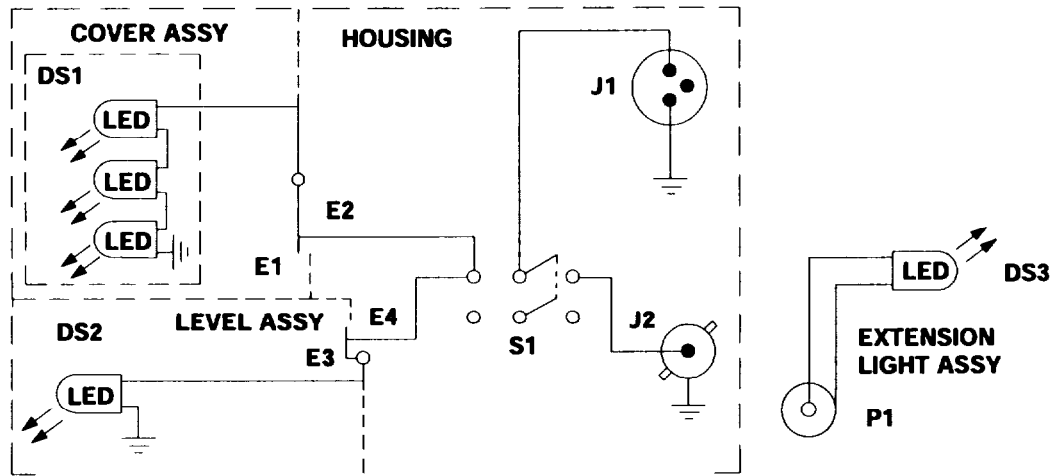 COVER ASSY
HOUSING
DS1
J1
LED
LED
LED
E2
E1
LED
DS3
DS2
LEVEL ASSY
E4
S1
J2
EXTENSION
LIGHT ASSY
E3
LED
P1